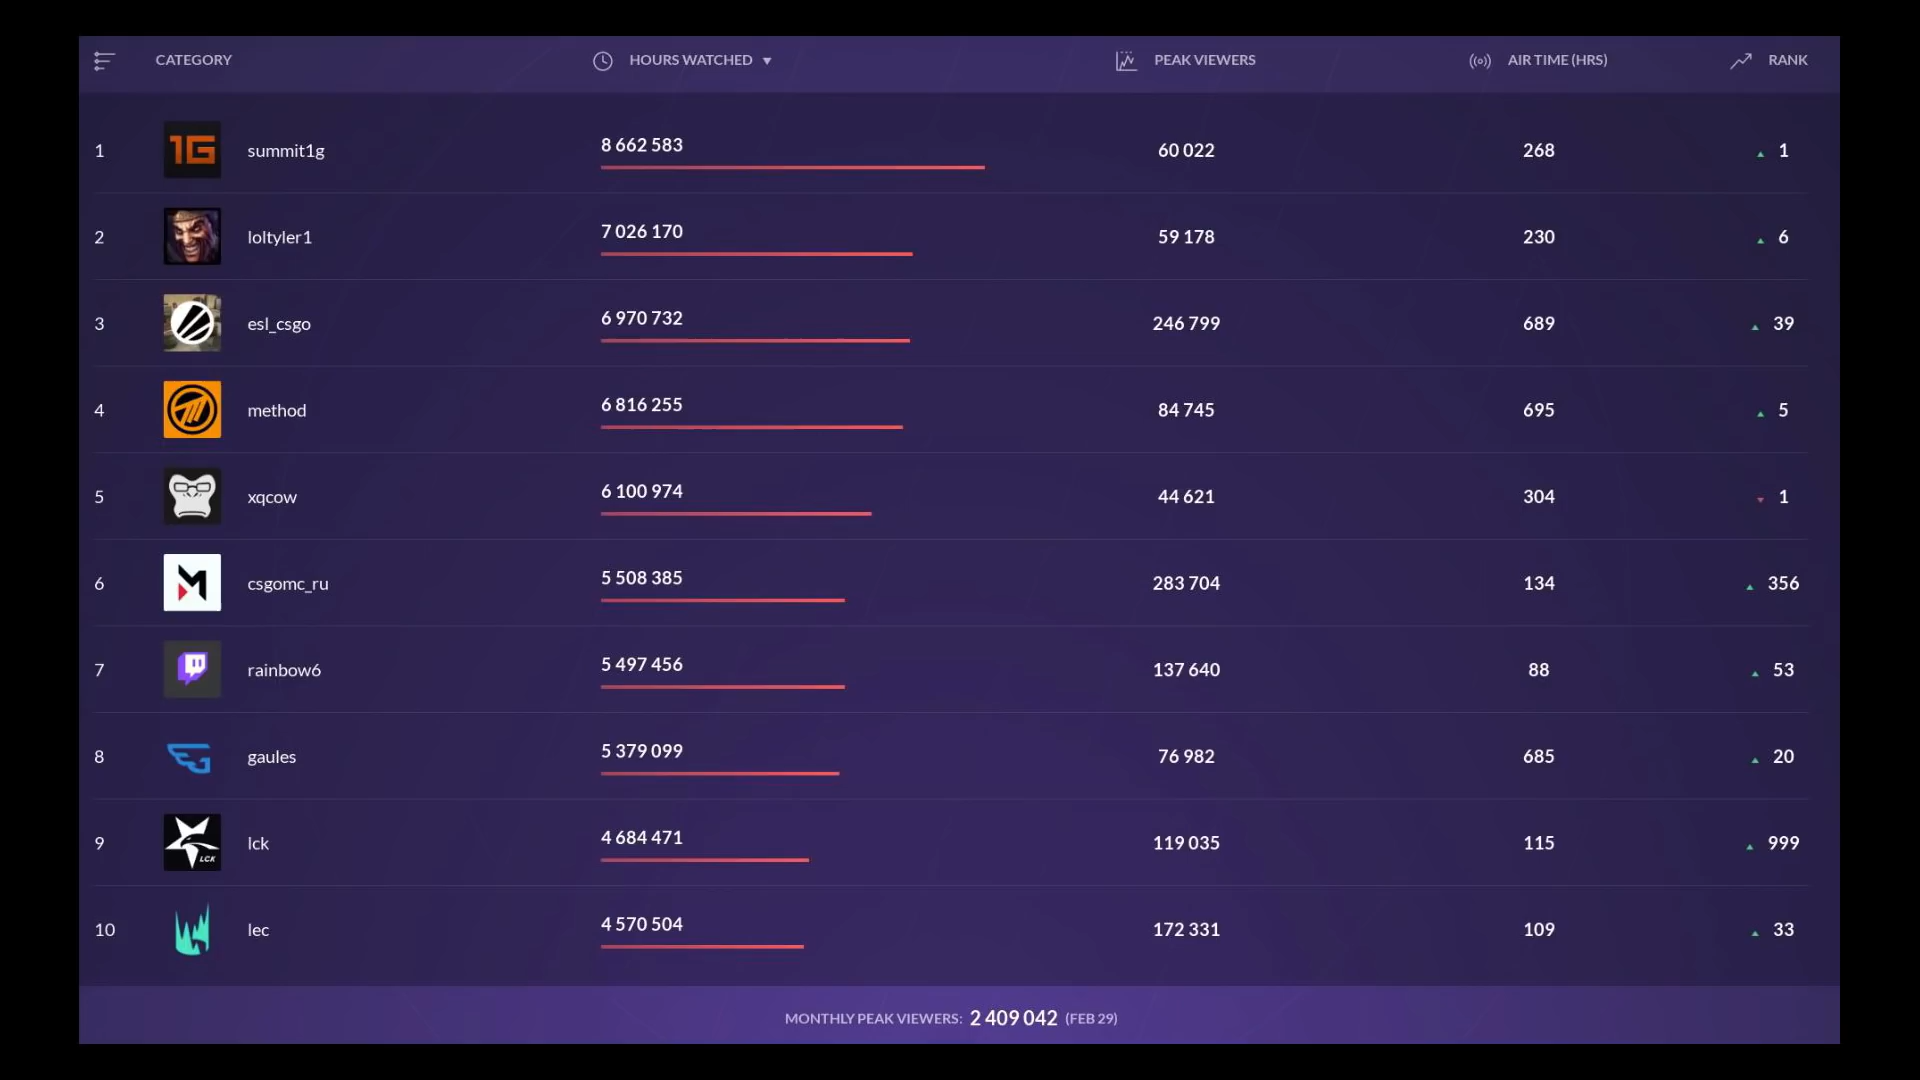 CATEGORY HOURS WATCHED ▼ PEAK VIEWERS AIR TIME (HRS) RANK
1 1G summit1g 8 662 583 60 022 268 ▲ 1
2 loltyler1 7 026 170 59 178 230 ▲ 6
3 esl_csgo 6 970 732 246 799 689 ▲ 39
4 method 6 816 255 84 745 695 ▲ 5
5 xqcow 6 100 974 44 621 304 ▼ 1
6 csgomc_ru 5 508 385 283 704 134 ▲ 356
7 rainbow6 5 497 456 137 640 88 ▲ 53
8 gaules 5 379 099 76 982 685 ▲ 20
9 LCK lck 4 684 471 119 035 115 ▲ 999
10 lec 4 570 504 172 331 109 ▲ 33
MONTHLY PEAK VIEWERS: 2 409 042 (FEB 29)